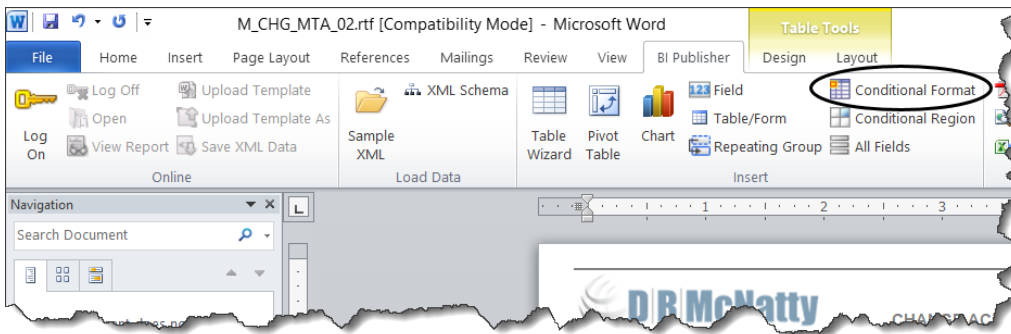 M_CHG_MTA_02.rtf [Compatibility Mode] - Microsoft Word
Table Tools
File Home Insert Page Layout References Mailings Review View BI Publisher Design Layout
Log Off Upload Template XML Schema 123 Field Conditional Format
Open Upload Template As Table/Form Conditional Region
Log On View Report Save XML Data Sample XML Table Wizard Pivot Table Chart Repeating Group All Fields
Online Load Data Insert
Navigation
1 2 3
Search Document
DRMcNatty